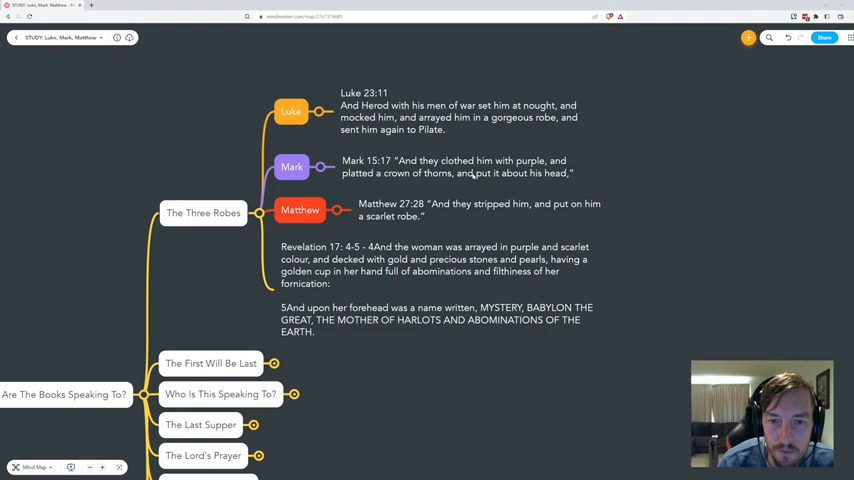 STUDY: Luke, Mark, Matthew - M
mindmeister.com/map/2767374685
STUDY: Luke, Mark, Matthew
Share
Luke
Luke 23:11
And Herod with his men of war set him at nought, and
mocked him, and arrayed him in a gorgeous robe, and
sent him again to Pilate.
Mark
Mark 15:17 “And they clothed him with purple, and
platted a crown of thorns, and put it about his head,”
Matthew
Matthew 27:28 “And they stripped him, and put on him
a scarlet robe.“
The Three Robes
Revelation 17: 4-5 - 4And the woman was arrayed in purple and scarlet
colour, and decked with gold and precious stones and pearls, having a
golden cup in her hand full of abominations and filthiness of her
fornication:
5And upon her forehead was a name written, MYSTERY, BABYLON THE
GREAT, THE MOTHER OF HARLOTS AND ABOMINATIONS OF THE
EARTH.
The First Will Be Last
Are The Books Speaking To?
Who Is This Speaking To?
The Last Supper
The Lord's Prayer
Mind Map